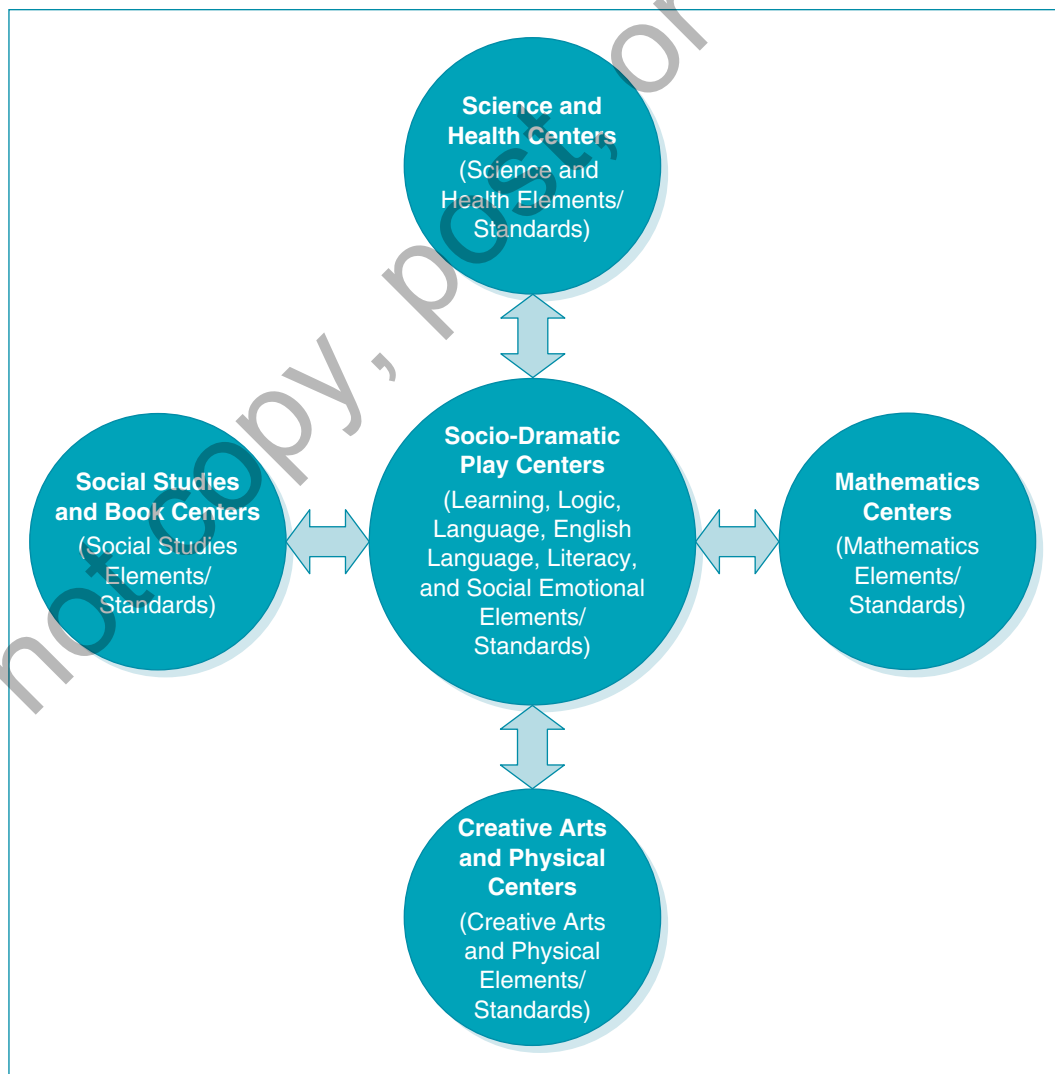 Science and
Health Centers
(Science and
Health Elements/
Standards)
Social Studies
and Book Centers
(Social Studies
Elements/
Standards)
Socio-Dramatic
Play Centers
(Learning, Logic,
Language, English
Language, Literacy,
and Social Emotional
Elements/
Standards)
Mathematics
Centers
(Mathematics
Elements/
Standards)
Creative Arts
and Physical
Centers
(Creative Arts
and Physical
Elements/
Standards)
not copy, post, or